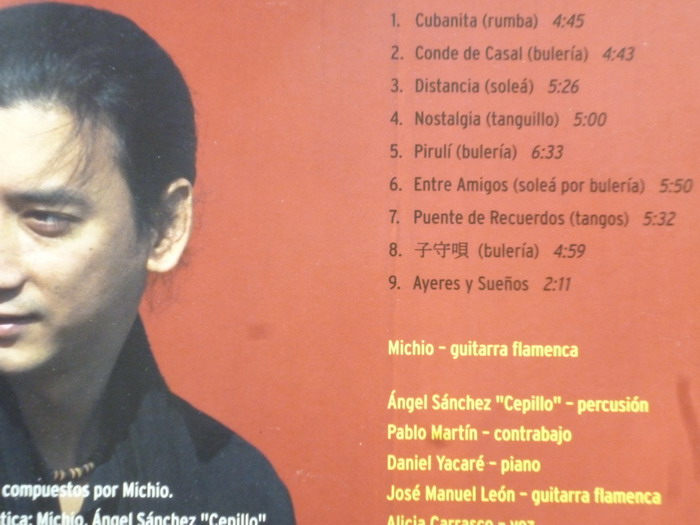 1. Cubanita (rumba) 4:45
2. Conde de Casal (bulería) 4:43
3. Distancia (soleá) 5:26
4. Nostalgia (tanguillo) 5:00
5. Pirulí (bulería) 6:33
6. Entre Amigos (soleá por bulería) 5:50
7. Puente de Recuerdos (tangos) 5:32
8. 子守唄 (bulería) 4:59
9. Ayeres y Sueños 2:11
Michio – guitarra flamenca
Ángel Sánchez "Cepillo" – percusión
Pablo Martín – contrabajo
Daniel Yacaré – piano
José Manuel León – guitarra flamenca
Alicia Carrasco – voz
compuestos por Michio.
tica: Michio, Ángel Sánchez "Cepillo"